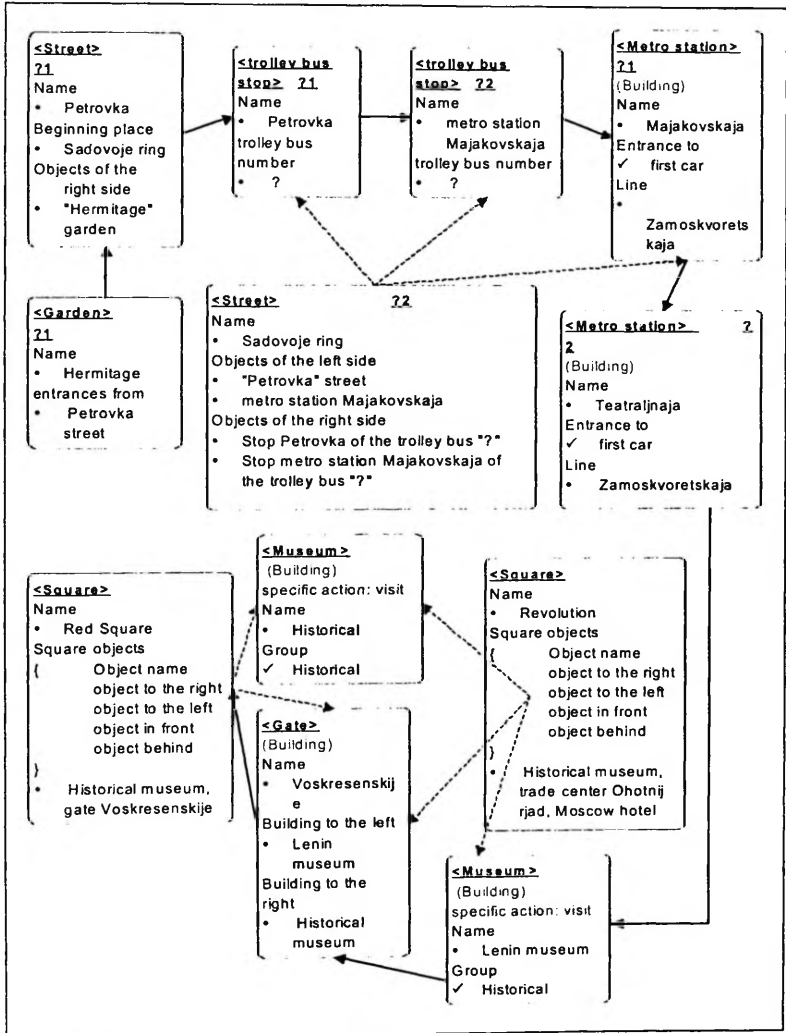 <Street>
?1
Name
• Petrovka
Beginning place
• Sadovoje ring
Objects of the
right side
• "Hermitage"
garden
<trolley bus
stop> ?1
Name
• Petrovka
trolley bus
number
• ?
<trolley bus
stop> ?2
Name
• metro station
Majakovskaja
trolley bus number
• ?
<Metro station>
?1
(Building)
Name
• Majakovskaja
Entrance to
✓ first car
Line
•
Zamoskvorets
kaja
<Garden>
?1
Name
• Hermitage
entrances from
• Petrovka
street
<Street> ?2
Name
• Sadovoje ring
Objects of the left side
• "Petrovka" street
• metro station Majakovskaja
Objects of the right side
• Stop Petrovka of the trolley bus "?"
• Stop metro station Majakovskaja of
the trolley bus "?"
<Metro station> ?
2
(Building)
Name
• Teatraljnaja
Entrance to
✓ first car
Line
• Zamoskvoretskaja
<Square>
Name
• Red Square
Square objects
{ Object name
object to the right
object to the left
object in front
object behind
}
• Historical museum,
gate Voskresenskije
<Museum>
(Building)
specific action: visit
Name
• Historical
Group
✓ Historical
<Gate>
(Building)
Name
• Voskresenskij
e
Building to the left
• Lenin
museum
Building to the
right
• Historical
museum
<Square>
Name
• Revolution
Square objects
{ Object name
object to the right
object to the left
object in front
object behind
}
• Historical museum,
trade center Ohotnij
rjad, Moscow hotel
<Museum>
(Building)
specific action: visit
Name
• Lenin museum
Group
✓ Historical